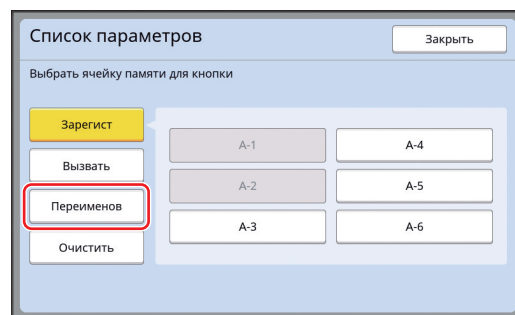 Список параметров
Закрыть
Выбрать ячейку памяти для кнопки
Зарегист
Вызвать
Переименов
Очистить
A-1
A-4
A-2
A-5
A-3
A-6